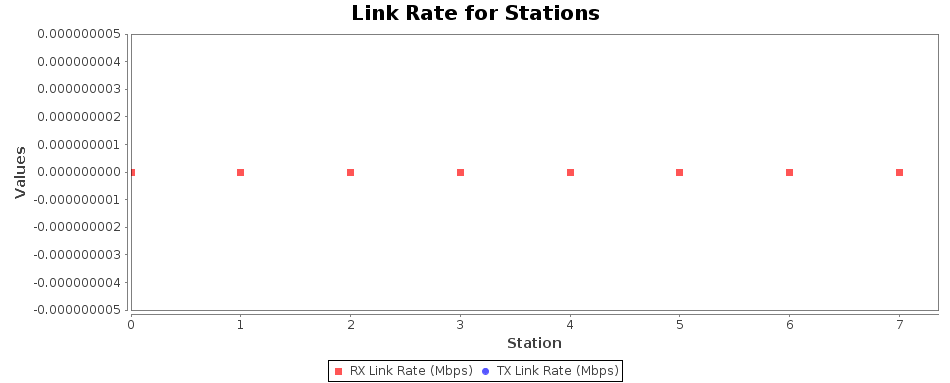 Link Rate for Stations
0.000000005
0.000000004
0.000000003
0.000000002
0.000000001
0.000000000
-0.000000001
-0.000000002
-0.000000003
-0.000000004
-0.000000005
Values
0 1 2 3 4 5 6 7
Station
RX Link Rate (Mbps) TX Link Rate (Mbps)